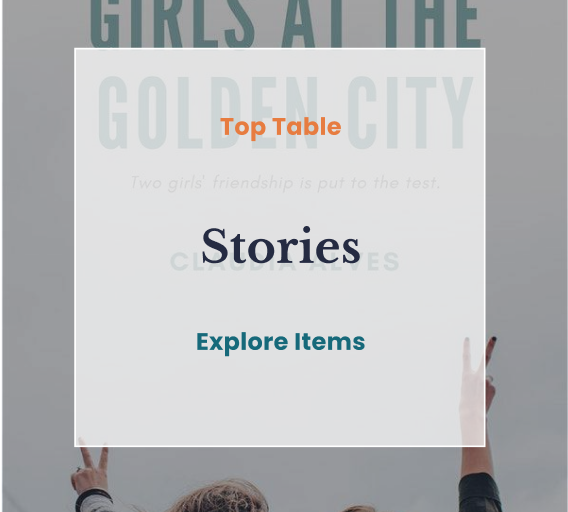 GIRLS AT THE
GOLDEN CITY
Top Table
Two girls' friendship is put to the test.
Stories
CLAUDIA ALVES
Explore Items